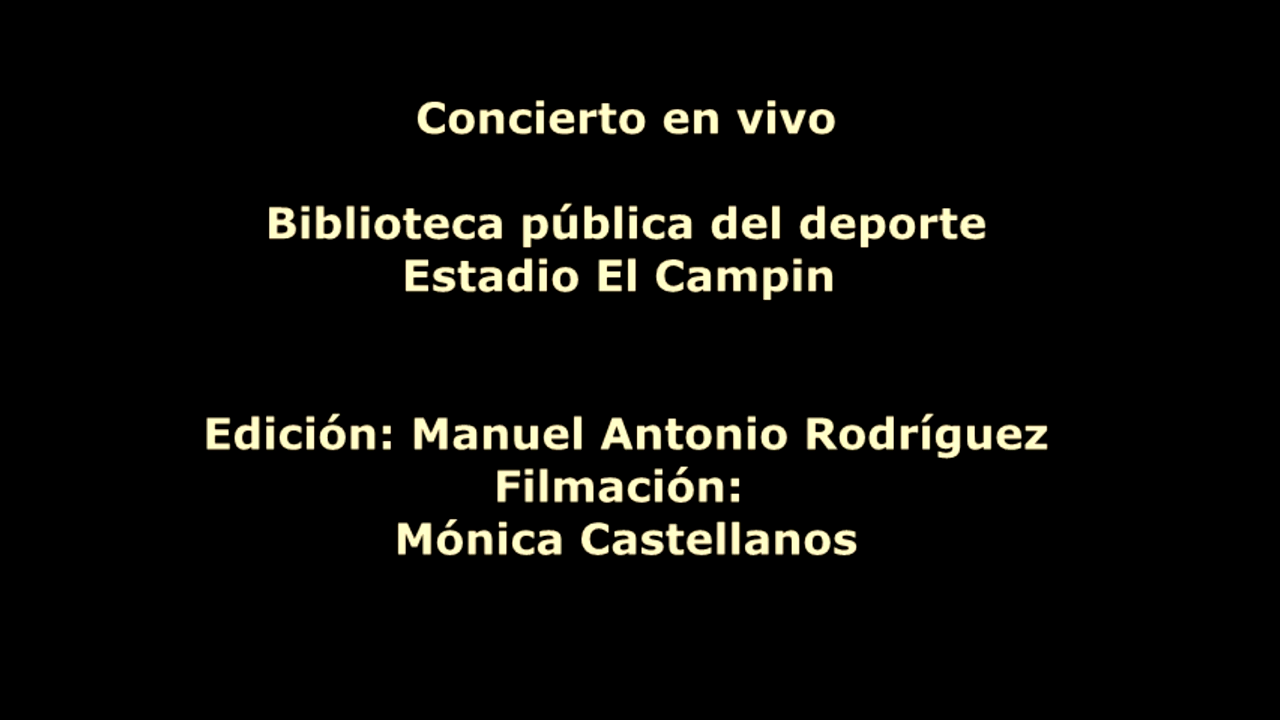 Concierto en vivo
Biblioteca pública del deporte
Estadio El Campin
Edición: Manuel Antonio Rodríguez
Filmación:
Mónica Castellanos